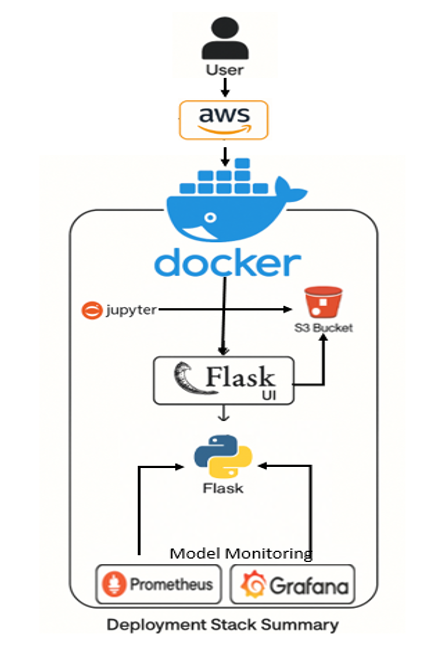 User
aws
docker
jupyter
S3 Bucket
Flask
UI
Flask
Model Monitoring
Prometheus
Grafana
Deployment Stack Summary